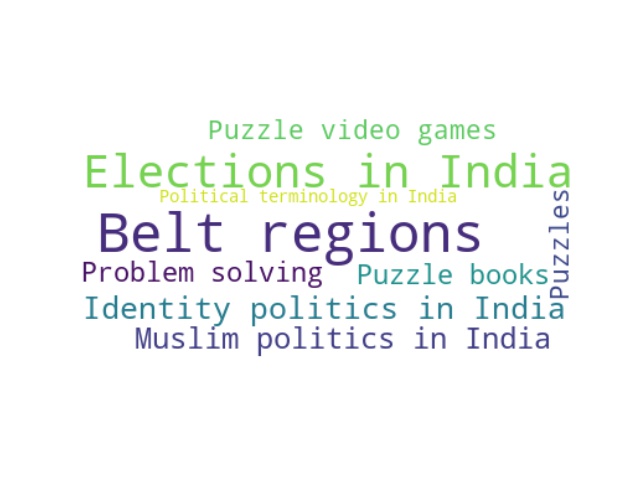 Puzzle video games
Elections in India
Political terminology in India
Belt regions
Puzzles
Problem solving
Puzzle books
Identity politics in India
Muslim politics in India